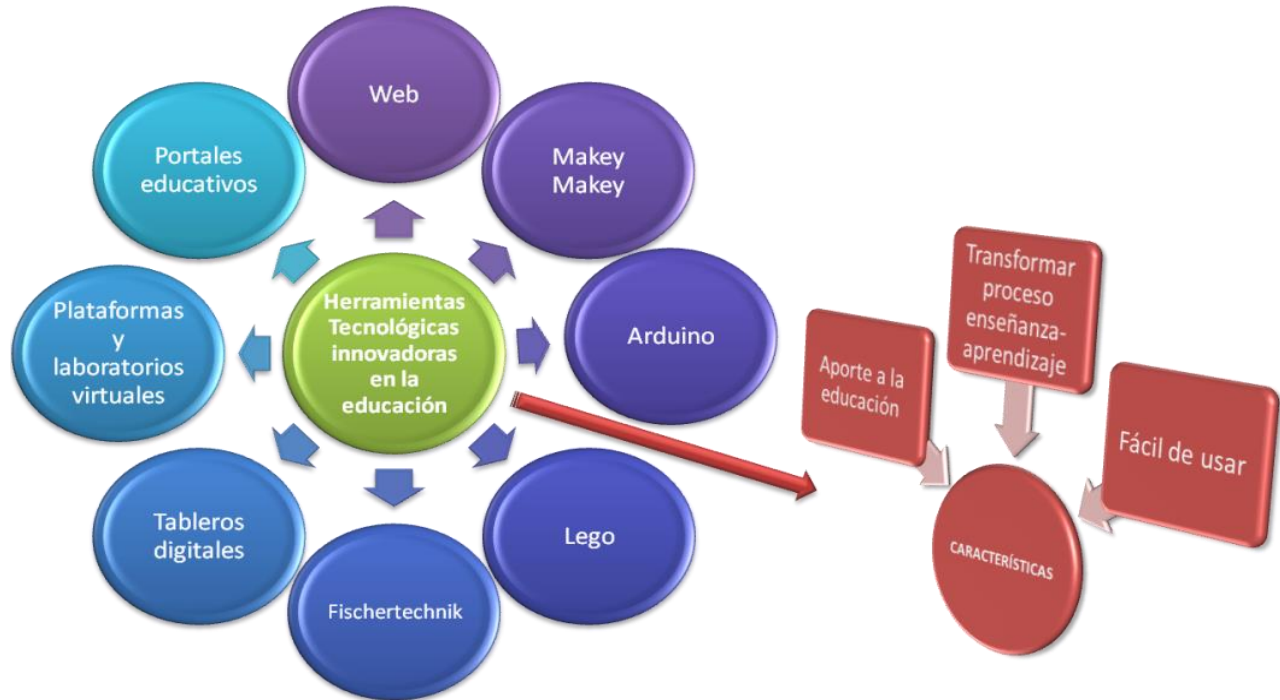 Web
Makey
Makey
Arduino
Lego
Fischertechnik
Tableros
digitales
Plataformas
y
laboratorios
virtuales
Portales
educativos
Herramientas
Tecnológicas
innovadoras
en la
educación
Aporte a la
educación
Transformar
proceso
enseñanza-
aprendizaje
Fácil de usar
CARACTERÍSTICAS